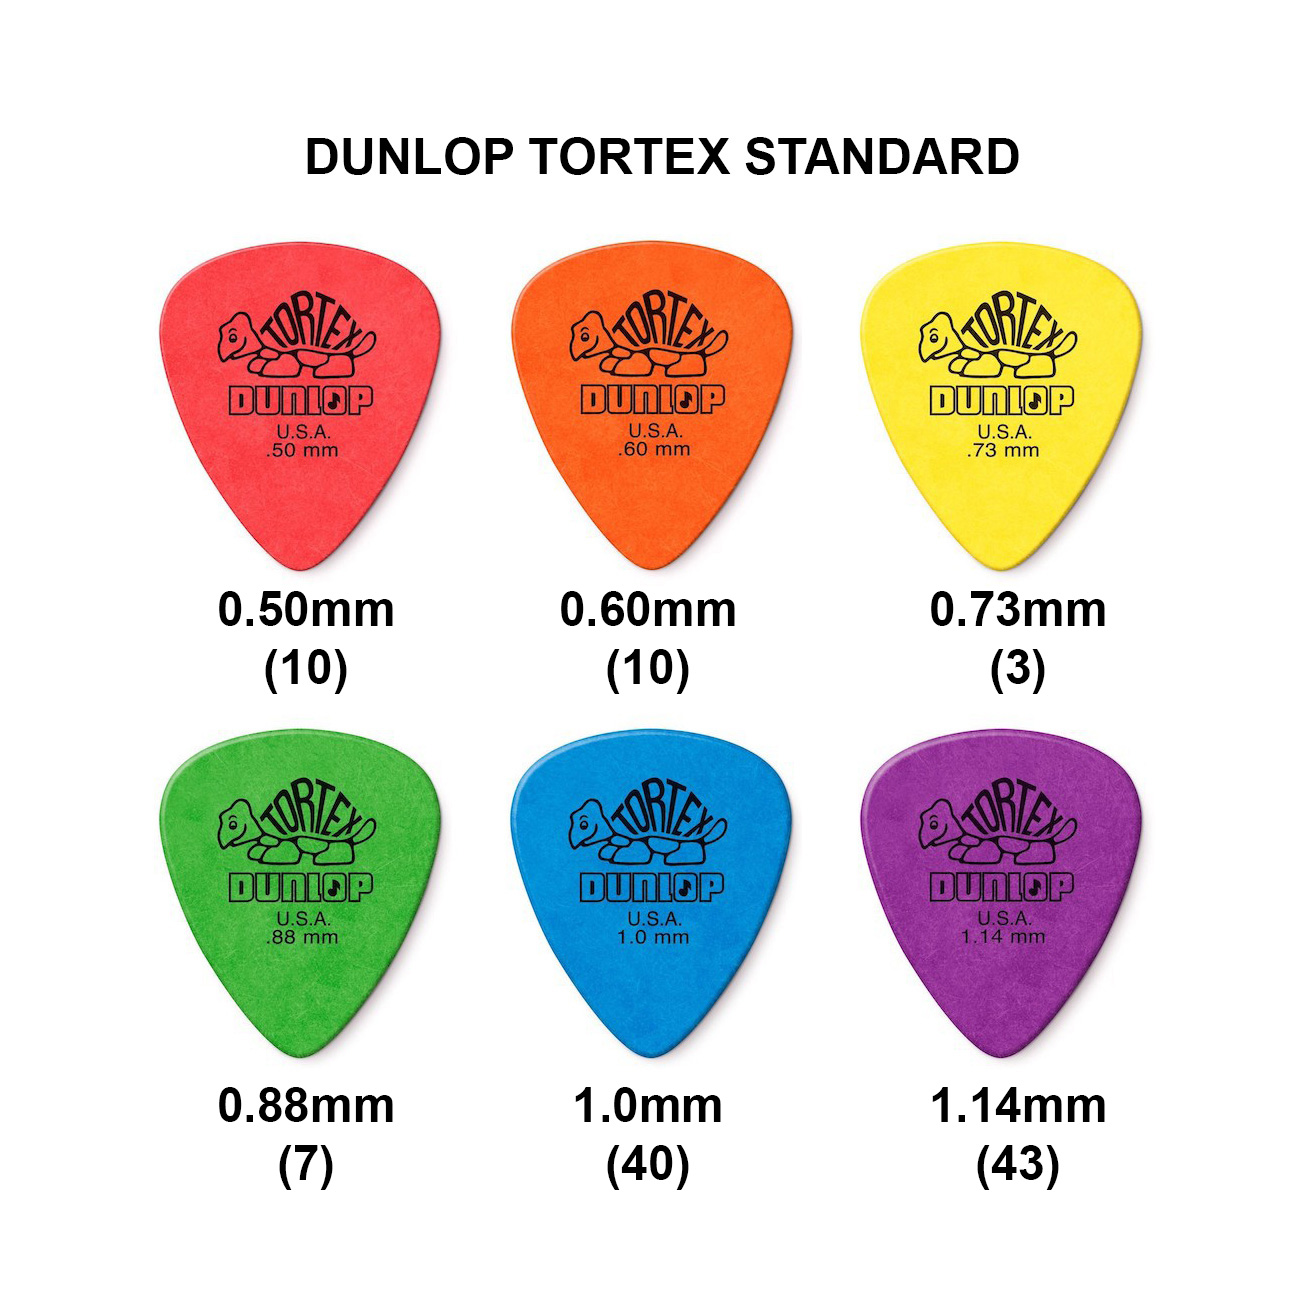 DUNLOP TORTEX STANDARD
TORTEX
DUNLOP
U.S.A.
.50 mm
0.50mm
(10)
TORTEX
DUNLOP
U.S.A.
.60 mm
0.60mm
(10)
TORTEX
DUNLOP
U.S.A.
.73 mm
0.73mm
(3)
TORTEX
DUNLOP
U.S.A.
.88 mm
0.88mm
(7)
TORTEX
DUNLOP
U.S.A.
1.0 mm
1.0mm
(40)
TORTEX
DUNLOP
U.S.A.
1.14 mm
1.14mm
(43)